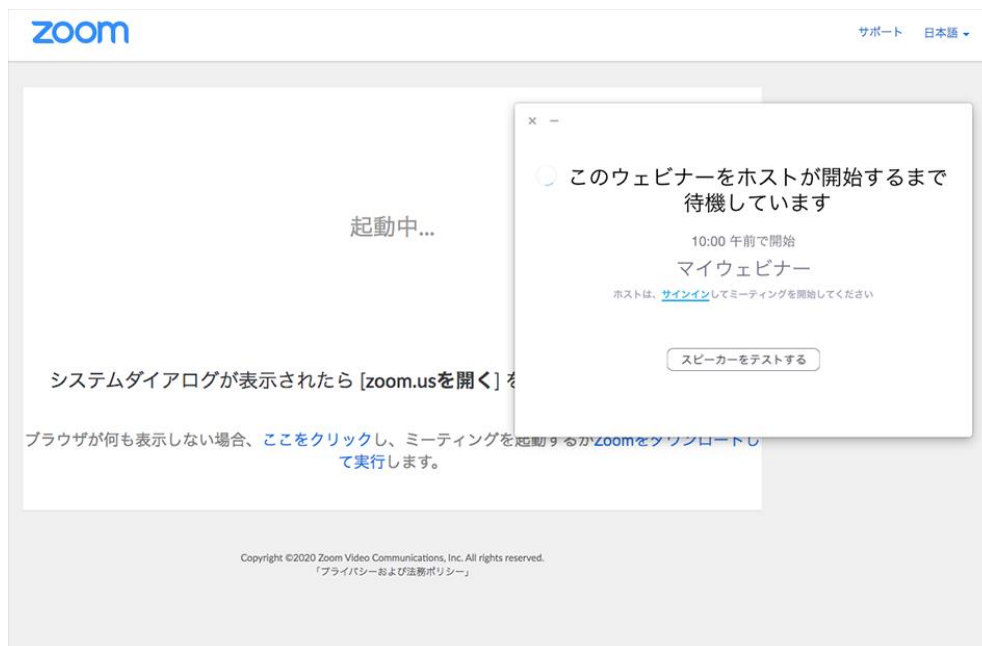 zoom
サポート 日本語
このウェビナーをホストが開始するまで
待機しています
10:00 午前で開始
マイウェビナー
ホストは、サインインしてミーティングを開始してください
スピーカーをテストする
起動中...
システムダイアログが表示されたら [zoom.usを開く] を
ブラウザが何も表示しない場合、ここをクリックし、ミーティングを起動するかZoomをダウンロードし
て実行します。
Copyright ©2020 Zoom Video Communications, Inc. All rights reserved.
「プライバシーおよび法務ポリシー」